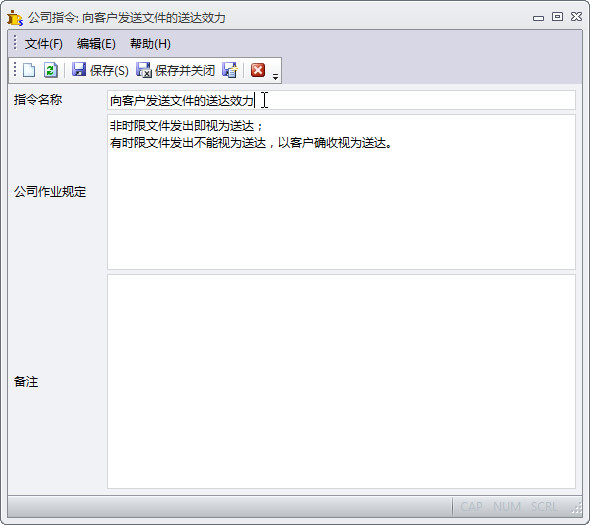 公司指令: 向客户发送文件的送达效力
文件(F) 编辑(E) 帮助(H)
保存(S) 保存并关闭
指令名称 向客户发送文件的送达效力
非时限文件发出即视为送达；
有时限文件发出不能视为送达，以客户确收视为送达。
公司作业规定
备注
CAP NUM SCRL